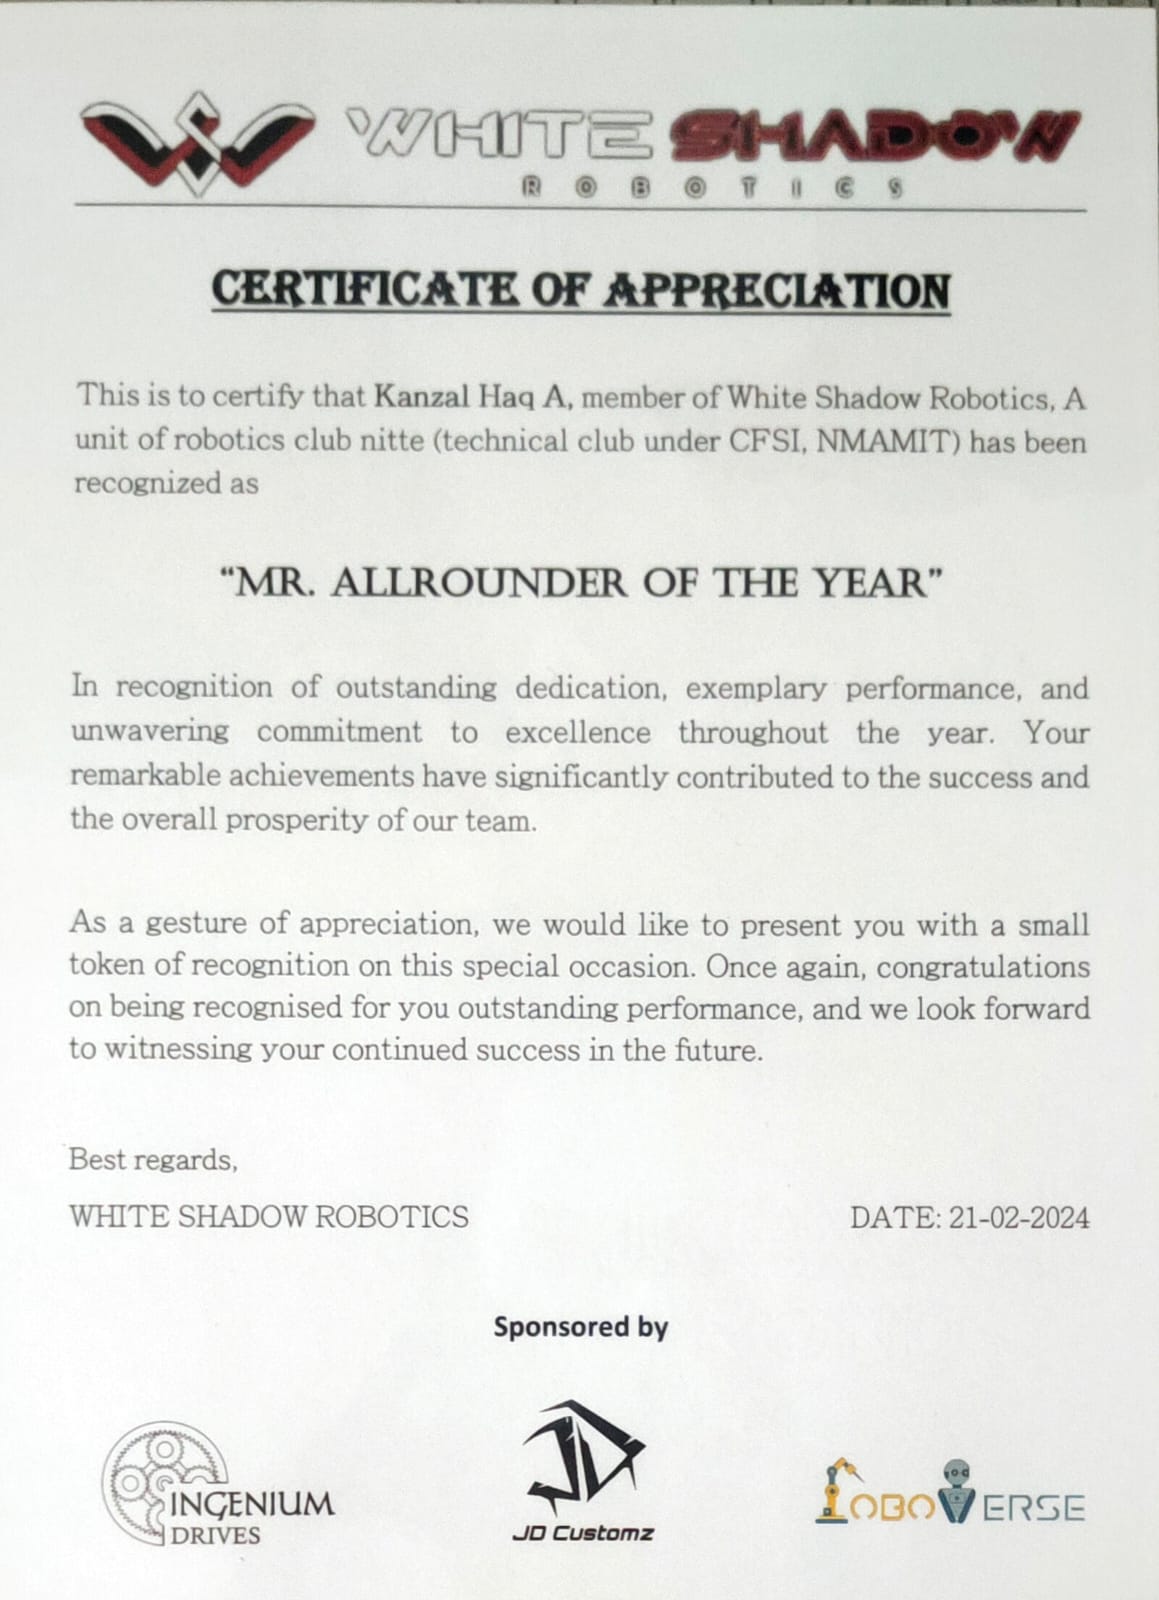 WHITE SHADOW
ROBOTICS
CERTIFICATE OF APPRECIATION
This is to certify that Kanzal Haq A, member of White Shadow Robotics, A
unit of robotics club nitte (technical club under CFSI, NMAMIT) has been
recognized as
“MR. ALLROUNDER OF THE YEAR”
In recognition of outstanding dedication, exemplary performance, and
unwavering commitment to excellence throughout the year. Your
remarkable achievements have significantly contributed to the success and
the overall prosperity of our team.
As a gesture of appreciation, we would like to present you with a small
token of recognition on this special occasion. Once again, congratulations
on being recognised for you outstanding performance, and we look forward
to witnessing your continued success in the future.
Best regards,
WHITE SHADOW ROBOTICS DATE: 21-02-2024
Sponsored by
INGENIUM
DRIVES
JD
JD Customz
LOBOVERSE